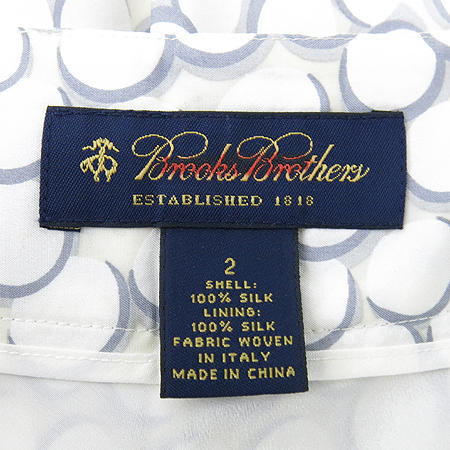 Brooks Brothers
ESTABLISHED 1818
2
SHELL:
100% SILK
LINING:
100% SILK
FABRIC WOVEN
IN ITALY
MADE IN CHINA